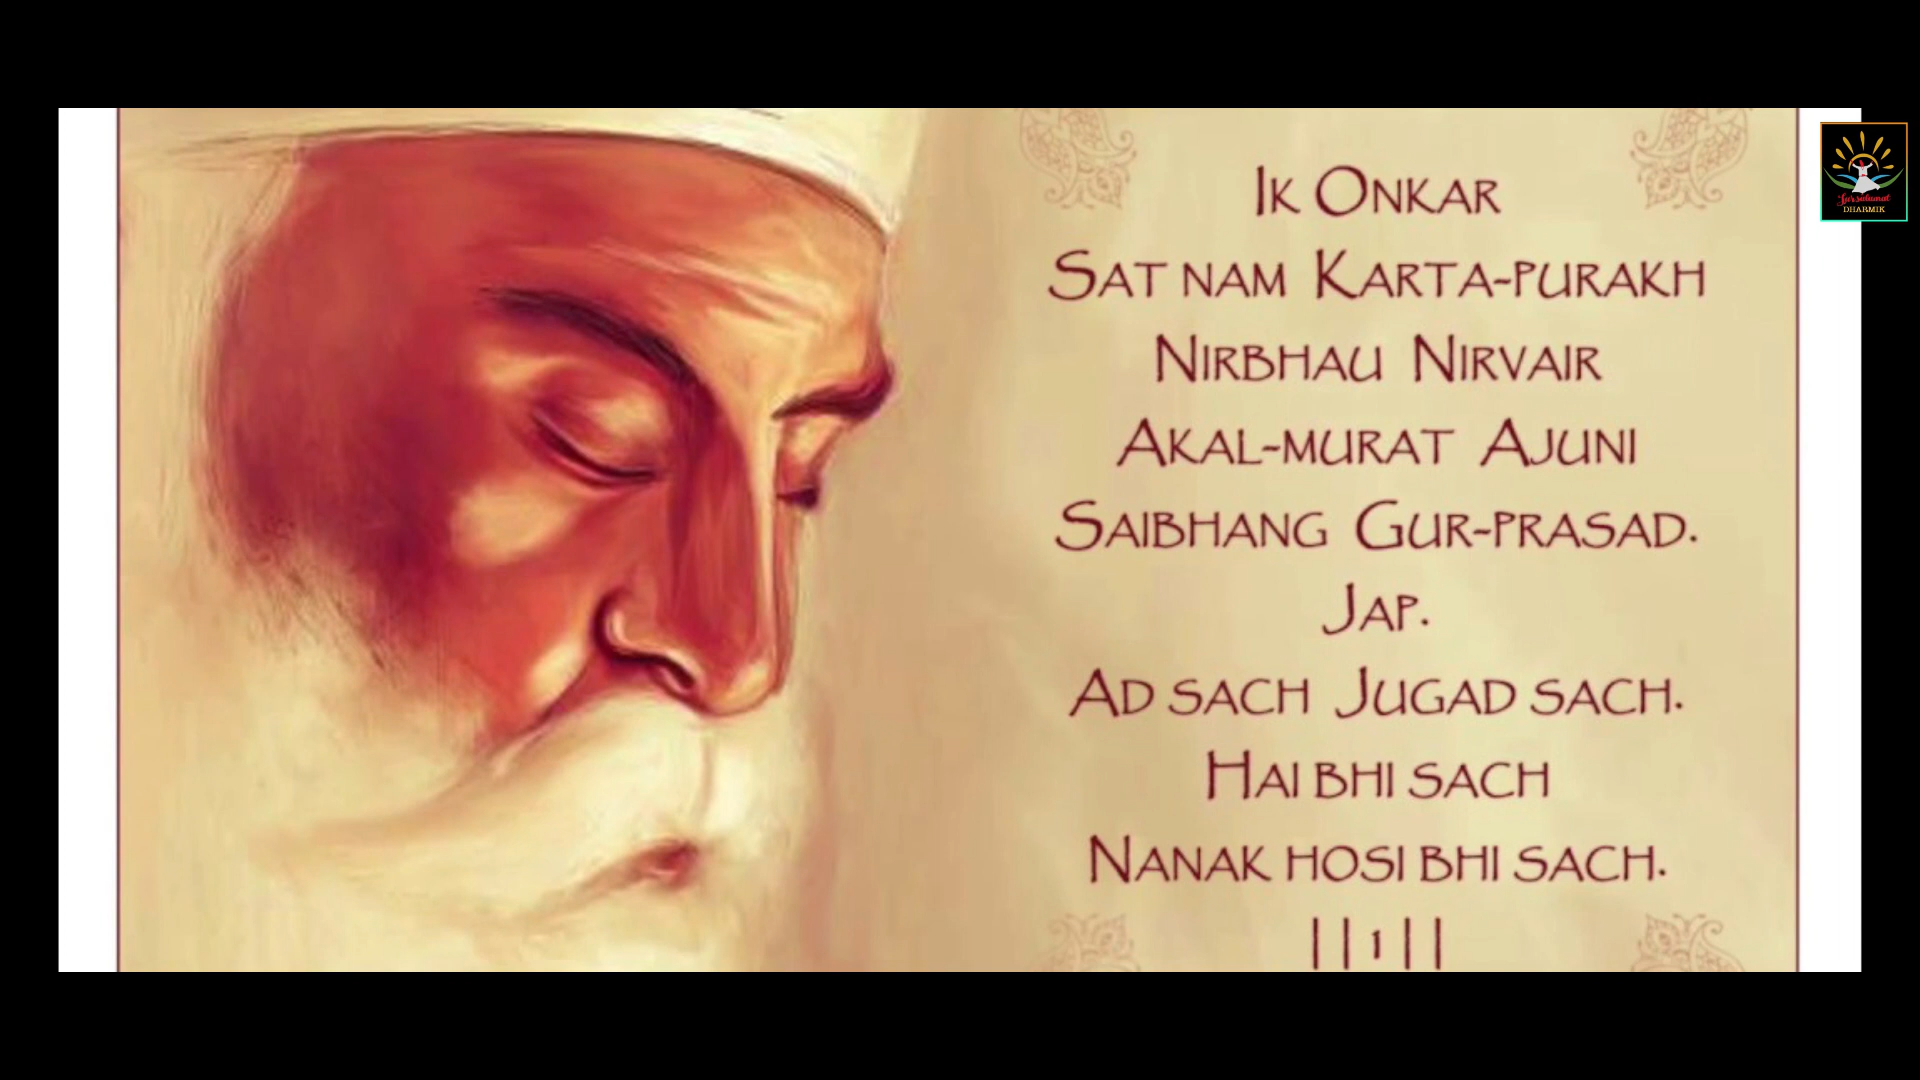 Ik Onkar
Sat nam Karta-purakh
Nirbhau Nirvair
Akal-murat Ajuni
Saibhang Gur-prasad.
Jap.
Ad sach Jugad sach.
Hai bhi sach
Nanak hosi bhi sach.
||1||
DHARMIK